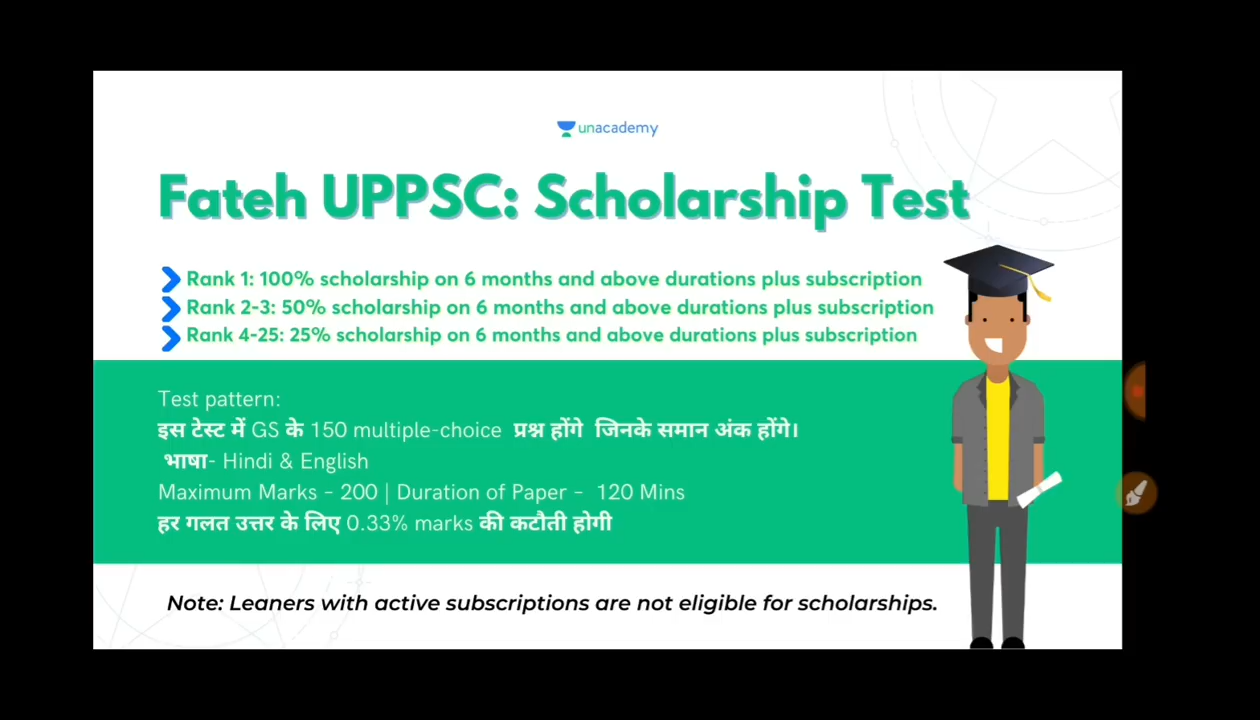 unacademy
Fateh UPPSC: Scholarship Test
Rank 1: 100% scholarship on 6 months and above durations plus subscription
Rank 2-3: 50% scholarship on 6 months and above durations plus subscription
Rank 4-25: 25% scholarship on 6 months and above durations plus subscription
Test pattern:
इस टेस्ट में GS के 150 multiple-choice प्रश्न होंगे जिनके समान अंक होंगे।
भाषा- Hindi & English
Maximum Marks - 200 | Duration of Paper - 120 Mins
हर गलत उत्तर के लिए 0.33% marks की कटौती होगी
Note: Leaners with active subscriptions are not eligible for scholarships.